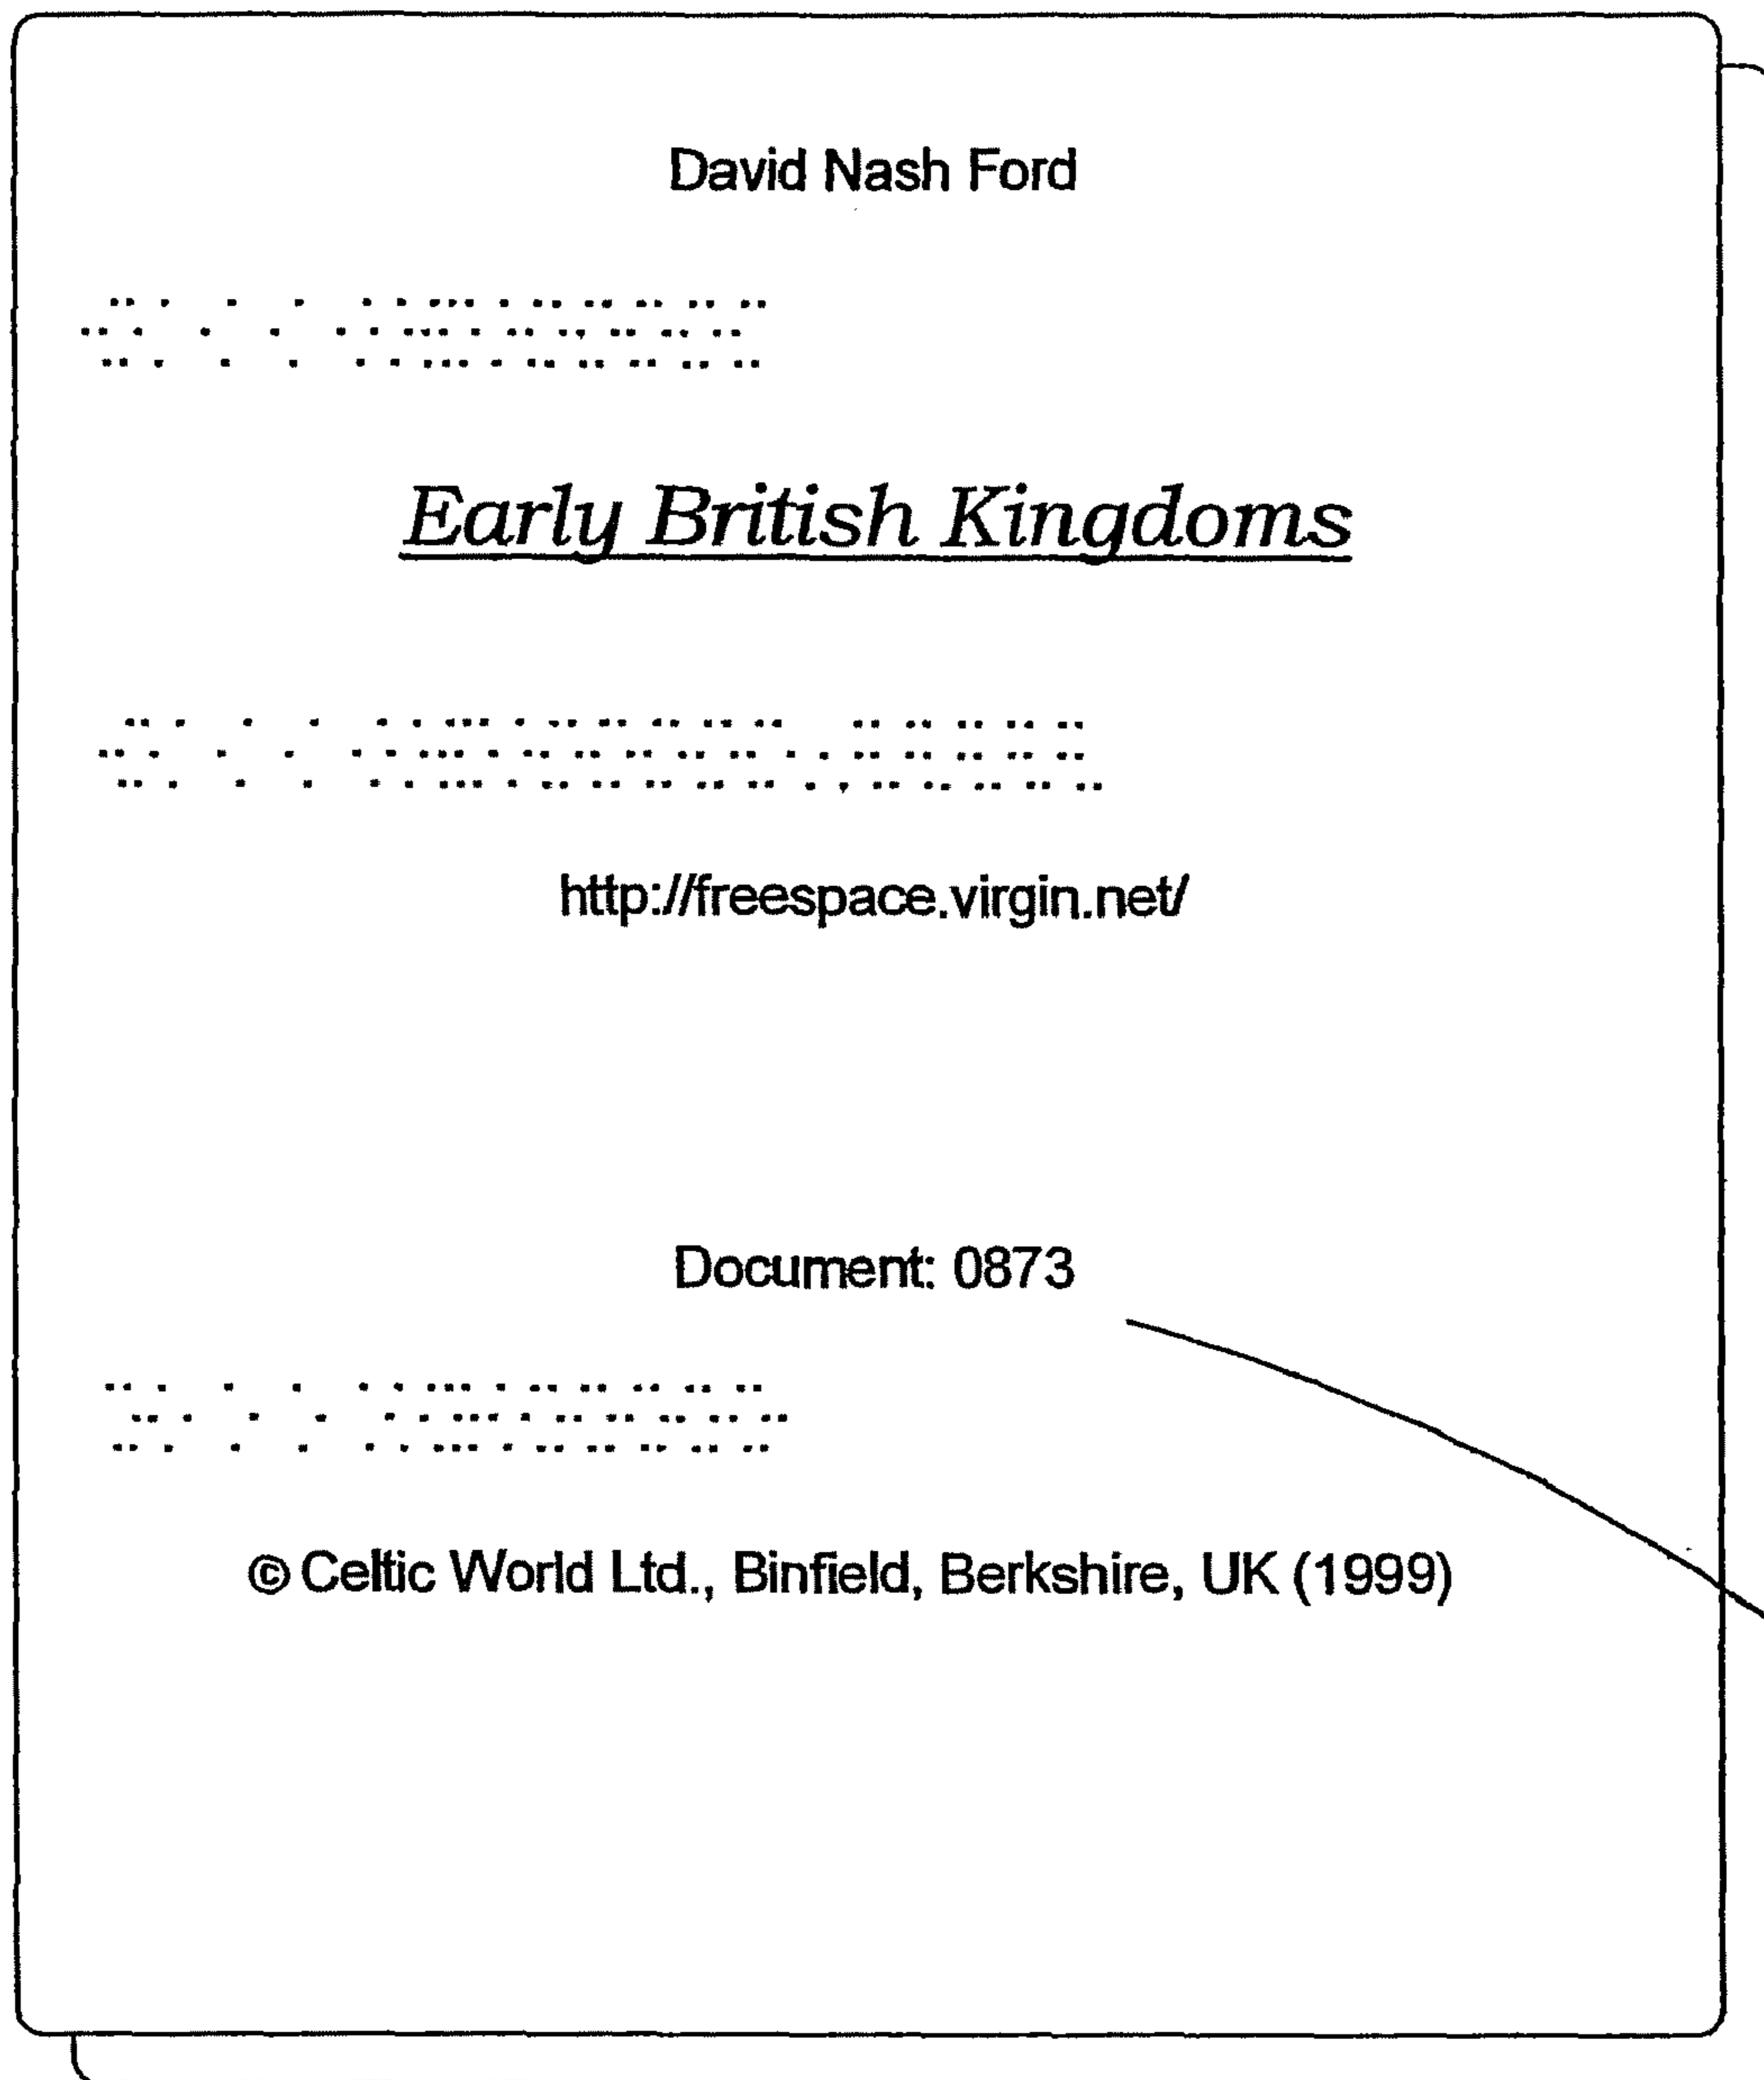 David Nash Ford
Early British Kingdoms
http://freespace.virgin.net/
Document: 0873
© Celtic World Ltd., Binfield, Berkshire, UK (1999)